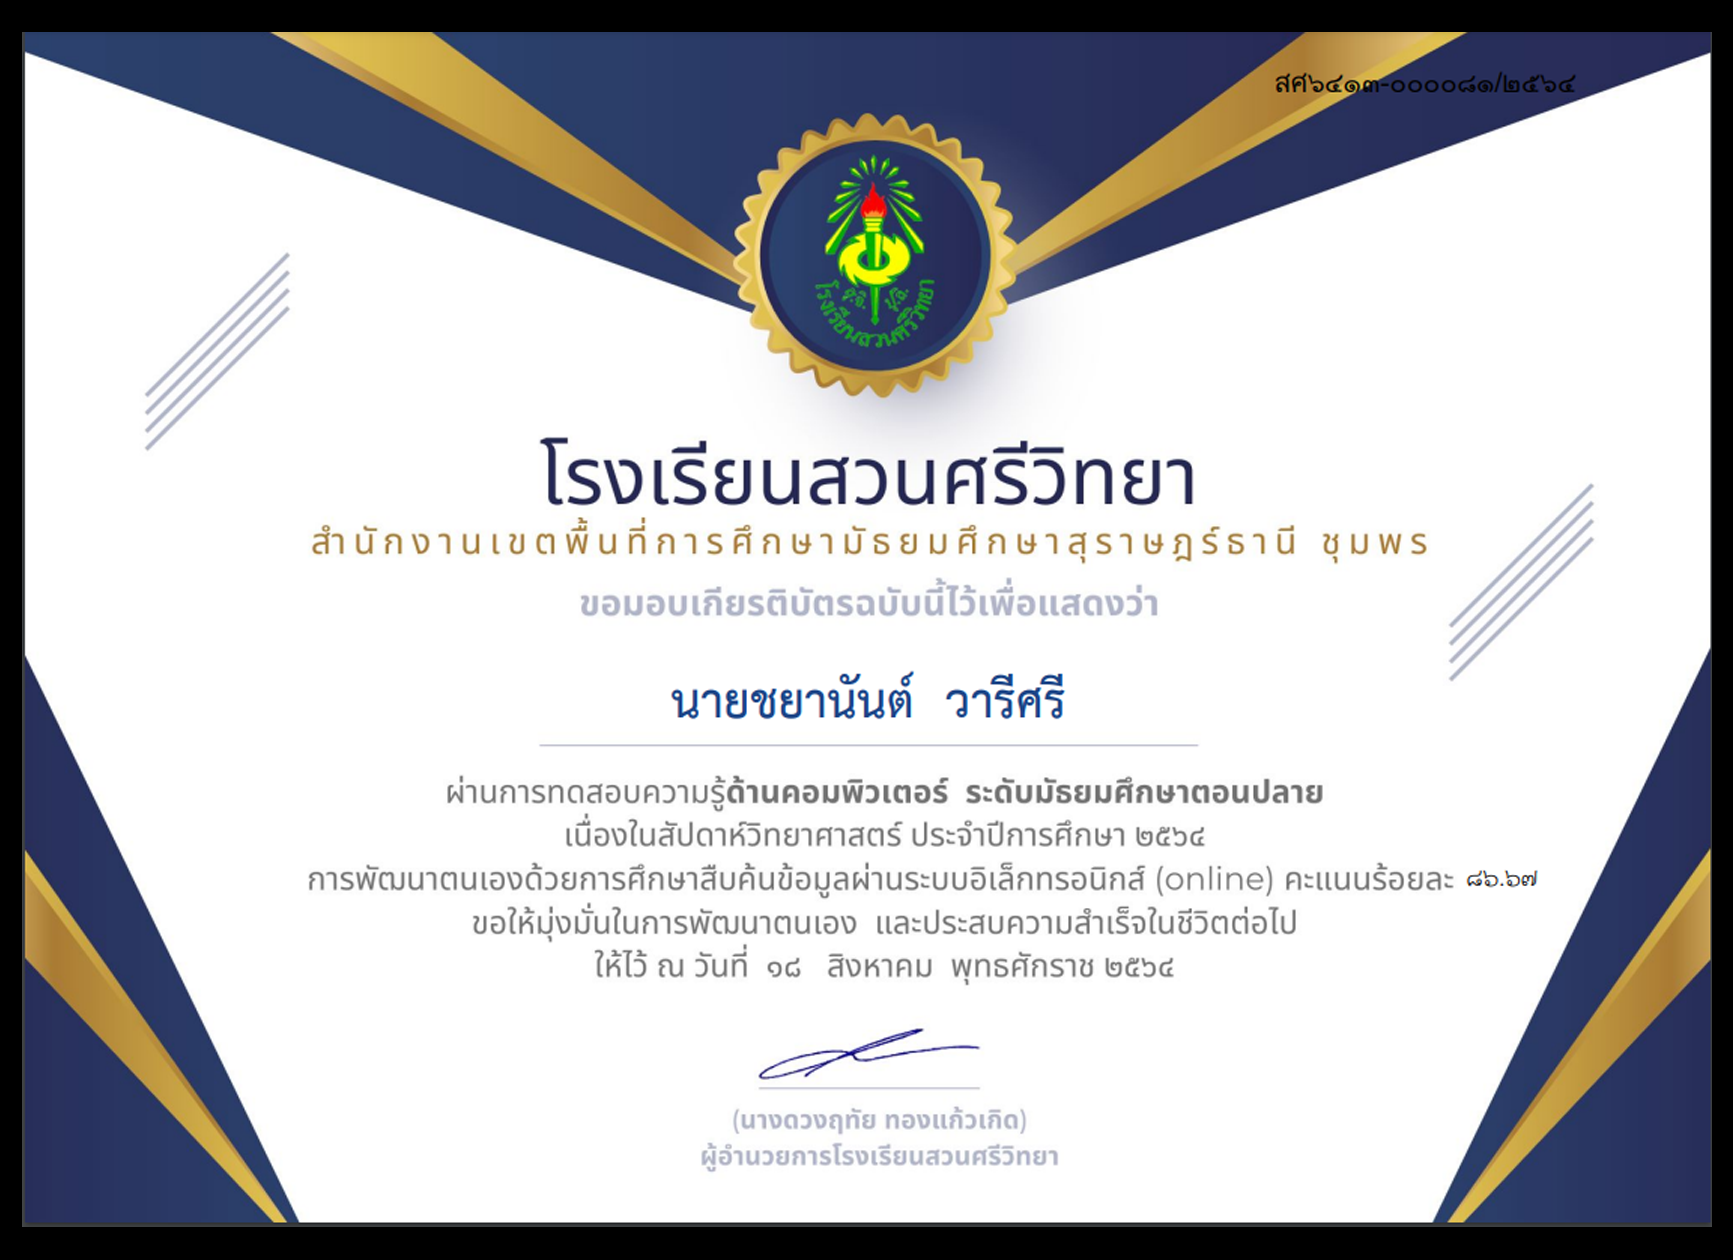 สศ๖๔๑๓-๐๐๐๐๘๑/๒๕๖๔
จ.จ. ป.ธ.
โรงเรียนสวนศรีวิทยา
โรงเรียนสวนศรีวิทยา
สำนักงานเขตพื้นที่การศึกษามัธยมศึกษาสุราษฎร์ธานี ชุมพร
ขอมอบเกียรติบัตรฉบับนี้ไว้เพื่อแสดงว่า
นายชยานันต์ วารีศรี
ผ่านการทดสอบความรู้ด้านคอมพิวเตอร์ ระดับมัธยมศึกษาตอนปลาย
เนื่องในสัปดาห์วิทยาศาสตร์ ประจำปีการศึกษา ๒๕๖๔
การพัฒนาตนเองด้วยการศึกษาสืบค้นข้อมูลผ่านระบบอิเล็กทรอนิกส์ (online) คะแนนร้อยละ ๘๖.๖๗
ขอให้มุ่งมั่นในการพัฒนาตนเอง และประสบความสำเร็จในชีวิตต่อไป
ให้ไว้ ณ วันที่ ๑๘ สิงหาคม พุทธศักราช ๒๕๖๔
(นางดวงฤทัย ทองแก้วเกิด)
ผู้อำนวยการโรงเรียนสวนศรีวิทยา